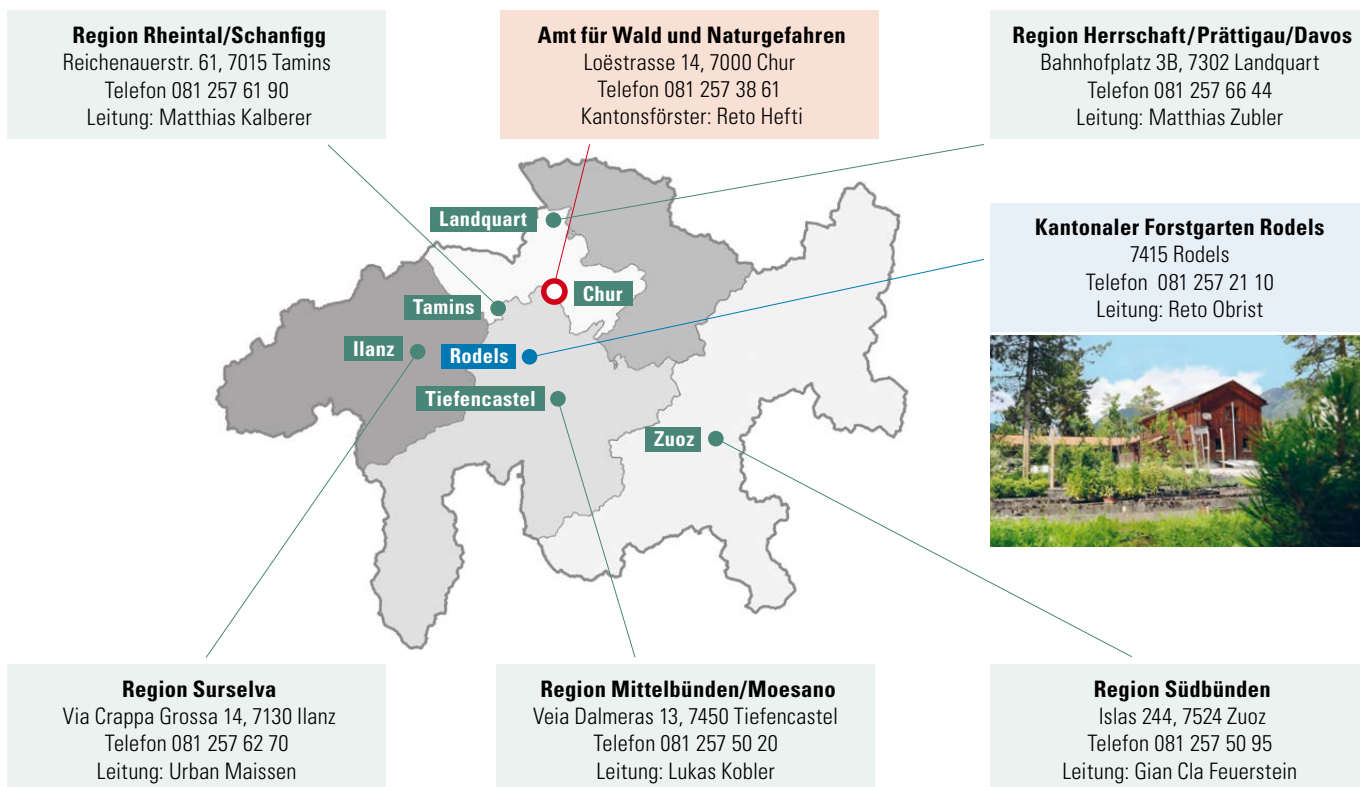 Region Rheintal/Schanfigg
Reichenauerstr. 61, 7015 Tamins
Telefon 081 257 61 90
Leitung: Matthias Kalberer
Amt für Wald und Naturgefahren
Loëstrasse 14, 7000 Chur
Telefon 081 257 38 61
Kantonsförster: Reto Hefti
Region Herrschaft/Prättigau/Davos
Bahnhofplatz 3B, 7302 Landquart
Telefon 081 257 66 44
Leitung: Matthias Zubler
Kantonaler Forstgarten Rodels
7415 Rodels
Telefon 081 257 21 10
Leitung: Reto Obrist
Landquart
Chur
Tamins
Ilanz
Rodels
Tiefencastel
Zuoz
Region Surselva
Via Crappa Grossa 14, 7130 Ilanz
Telefon 081 257 62 70
Leitung: Urban Maissen
Region Mittelbünden/Moesano
Veia Dalmeras 13, 7450 Tiefencastel
Telefon 081 257 50 20
Leitung: Lukas Kobler
Region Südbünden
Islas 244, 7524 Zuoz
Telefon 081 257 50 95
Leitung: Gian Cla Feuerstein